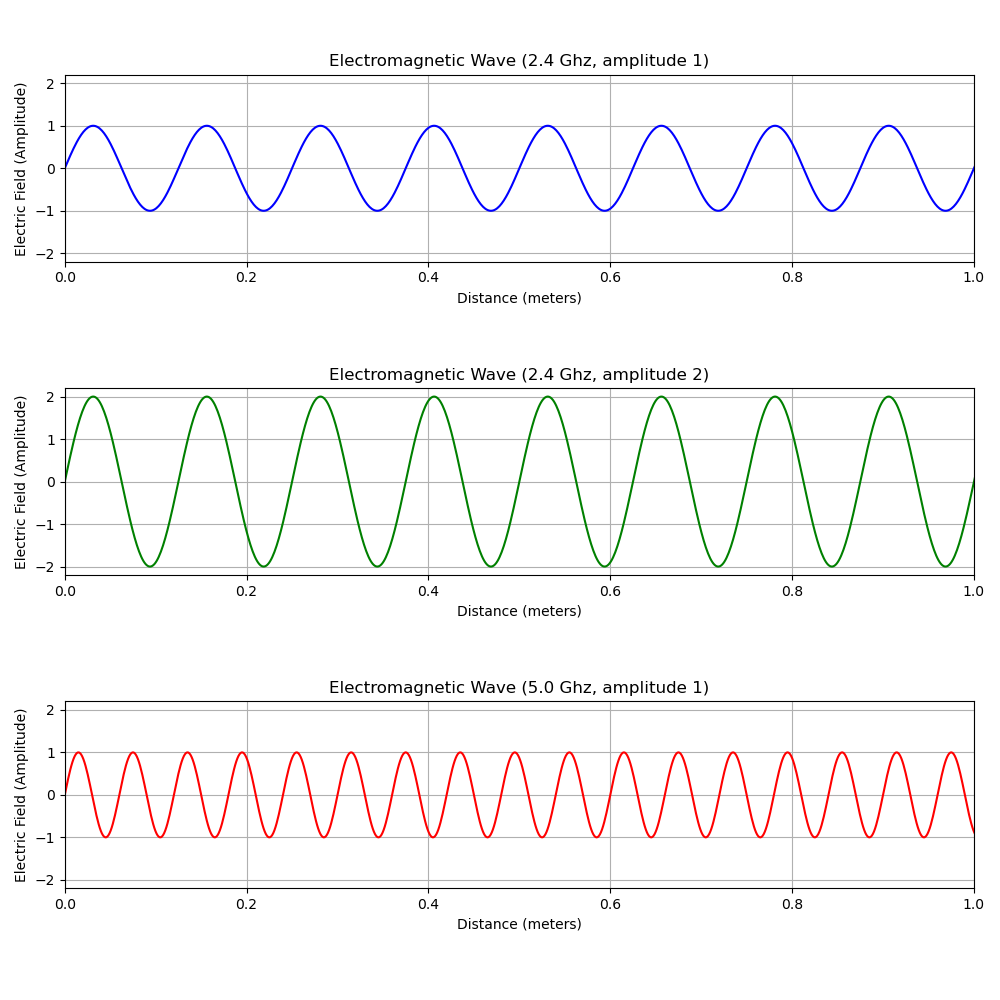 Electromagnetic Wave (2.4 Ghz, amplitude 1)
Electric Field (Amplitude)
2
1
0
−1
−2
0.0 0.2 0.4 0.6 0.8 1.0
Distance (meters)
Electromagnetic Wave (2.4 Ghz, amplitude 2)
Electric Field (Amplitude)
2
1
0
−1
−2
0.0 0.2 0.4 0.6 0.8 1.0
Distance (meters)
Electromagnetic Wave (5.0 Ghz, amplitude 1)
Electric Field (Amplitude)
2
1
0
−1
−2
0.0 0.2 0.4 0.6 0.8 1.0
Distance (meters)